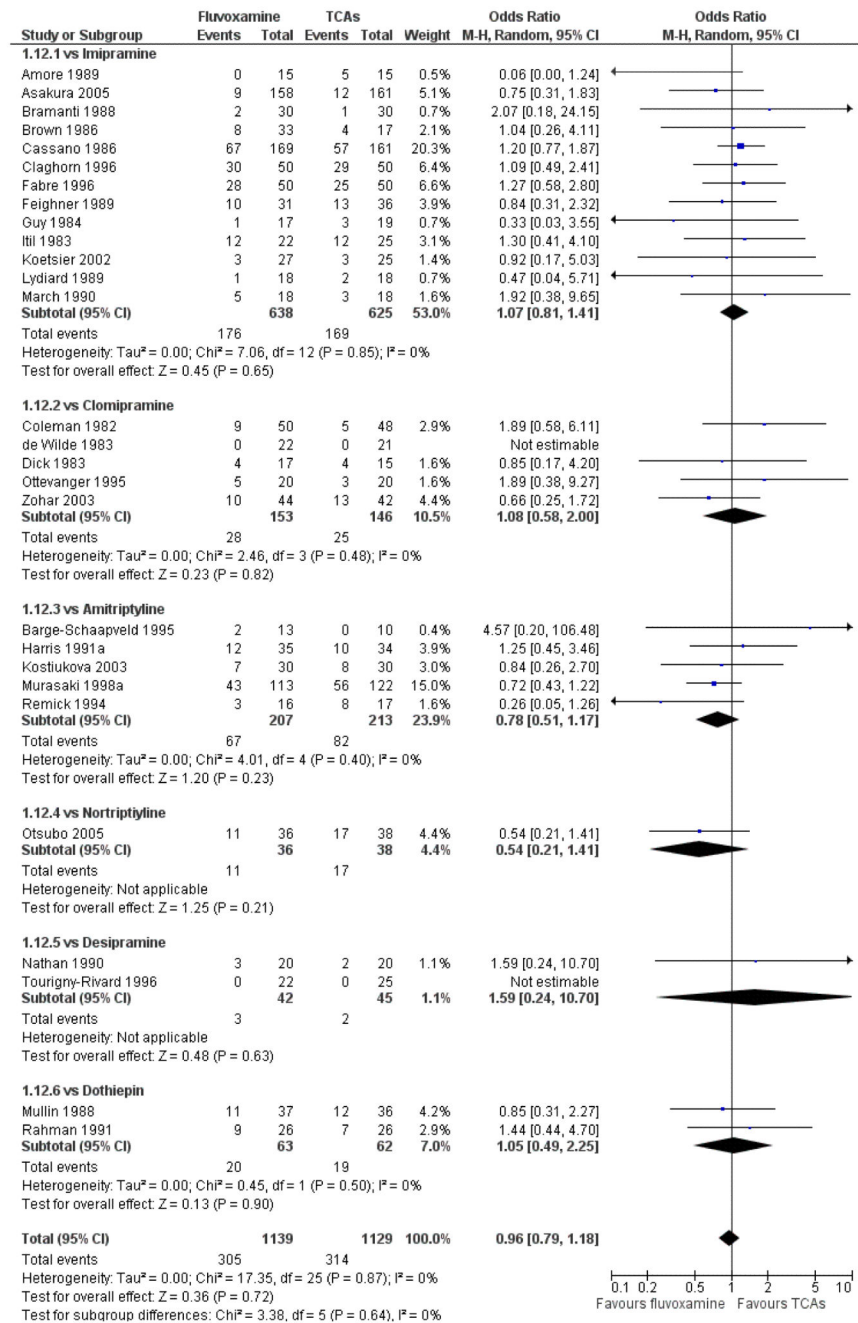 Fluvoxamine TCAs Odds Ratio Odds Ratio
Study or Subgroup Events Total Events Total Weight M-H, Random, 95% CI M-H, Random, 95% CI
1.12.1 vs Imipramine
Amore 1989 0 15 5 15 0.5% 0.06 [0.00, 1.24]
Asakura 2005 9 158 12 161 5.1% 0.75 [0.31, 1.83]
Bramanti 1988 2 30 1 30 0.7% 2.07 [0.18, 24.15]
Brown 1986 8 33 4 17 2.1% 1.04 [0.26, 4.11]
Cassano 1986 67 169 57 161 20.3% 1.20 [0.77, 1.87]
Claghorn 1996 30 50 29 50 6.4% 1.09 [0.49, 2.41]
Fabre 1996 28 50 25 50 6.6% 1.27 [0.58, 2.80]
Feighner 1989 10 31 13 36 3.9% 0.84 [0.31, 2.32]
Guy 1984 1 17 3 19 0.7% 0.33 [0.03, 3.55]
Itil 1983 12 22 12 25 3.1% 1.30 [0.41, 4.10]
Koetsier 2002 3 27 3 25 1.4% 0.92 [0.17, 5.03]
Lydiard 1989 1 18 2 18 0.7% 0.47 [0.04, 5.71]
March 1990 5 18 3 18 1.6% 1.92 [0.38, 9.65]
Subtotal (95% CI) 638 625 53.0% 1.07 [0.81, 1.41]
Total events 176 169
Heterogeneity: Tau² = 0.00; Chi² = 7.06, df = 12 (P = 0.85); I² = 0%
Test for overall effect: Z = 0.45 (P = 0.65)
1.12.2 vs Clomipramine
Coleman 1982 9 50 5 48 2.9% 1.89 [0.58, 6.11]
de Wilde 1983 0 22 0 21 Not estimable
Dick 1983 4 17 4 15 1.6% 0.85 [0.17, 4.20]
Ottevanger 1995 5 20 3 20 1.6% 1.89 [0.38, 9.27]
Zohar 2003 10 44 13 42 4.4% 0.66 [0.25, 1.72]
Subtotal (95% CI) 153 146 10.5% 1.08 [0.58, 2.00]
Total events 28 25
Heterogeneity: Tau² = 0.00; Chi² = 2.46, df = 3 (P = 0.48); I² = 0%
Test for overall effect: Z = 0.23 (P = 0.82)
1.12.3 vs Amitriptyline
Barge-Schaapveld 1995 2 13 0 10 0.4% 4.57 [0.20, 106.48]
Harris 1991a 12 35 10 34 3.9% 1.25 [0.45, 3.46]
Kostiukova 2003 7 30 8 30 3.0% 0.84 [0.26, 2.70]
Murasaki 1998a 43 113 56 122 15.0% 0.72 [0.43, 1.22]
Remick 1994 3 16 8 17 1.6% 0.26 [0.05, 1.26]
Subtotal (95% CI) 207 213 23.9% 0.78 [0.51, 1.17]
Total events 67 82
Heterogeneity: Tau² = 0.00; Chi² = 4.01, df = 4 (P = 0.40); I² = 0%
Test for overall effect: Z = 1.20 (P = 0.23)
1.12.4 vs Nortriptiyline
Otsubo 2005 11 36 17 38 4.4% 0.54 [0.21, 1.41]
Subtotal (95% CI) 36 38 4.4% 0.54 [0.21, 1.41]
Total events 11 17
Heterogeneity: Not applicable
Test for overall effect: Z = 1.25 (P = 0.21)
1.12.5 vs Desipramine
Nathan 1990 3 20 2 20 1.1% 1.59 [0.24, 10.70]
Tourigny-Rivard 1996 0 22 0 25 Not estimable
Subtotal (95% CI) 42 45 1.1% 1.59 [0.24, 10.70]
Total events 3 2
Heterogeneity: Not applicable
Test for overall effect: Z = 0.48 (P = 0.63)
1.12.6 vs Dothiepin
Mullin 1988 11 37 12 36 4.2% 0.85 [0.31, 2.27]
Rahman 1991 9 26 7 26 2.9% 1.44 [0.44, 4.70]
Subtotal (95% CI) 63 62 7.0% 1.05 [0.49, 2.25]
Total events 20 19
Heterogeneity: Tau² = 0.00; Chi² = 0.45, df = 1 (P = 0.50); I² = 0%
Test for overall effect: Z = 0.13 (P = 0.90)
Total (95% CI) 1139 1129 100.0% 0.96 [0.79, 1.18]
Total events 305 314
Heterogeneity: Tau² = 0.00; Chi² = 17.35, df = 25 (P = 0.87); I² = 0%
Test for overall effect: Z = 0.36 (P = 0.72)
Test for subgroup differences: Chi² = 3.38, df = 5 (P = 0.64), I² = 0%
0.1 0.2 0.5 1 2 5 10
Favours fluvoxamine Favours TCAs